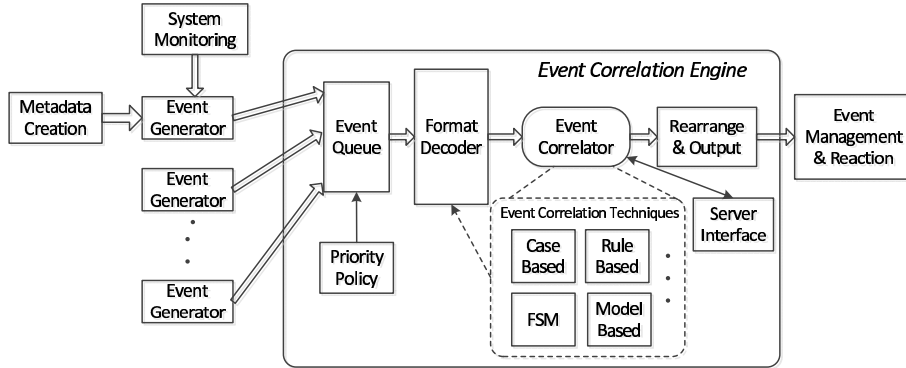 System
Monitoring
Event Correlation Engine
Metadata
Creation
Event
Generator
Event
Generator
Event
Generator
Event
Queue
Priority
Policy
Format
Decoder
Event
Correlator
Rearrange
& Output
Event
Management
& Reaction
Server
Interface
Event Correlation Techniques
Case
Based
Rule
Based
FSM
Model
Based